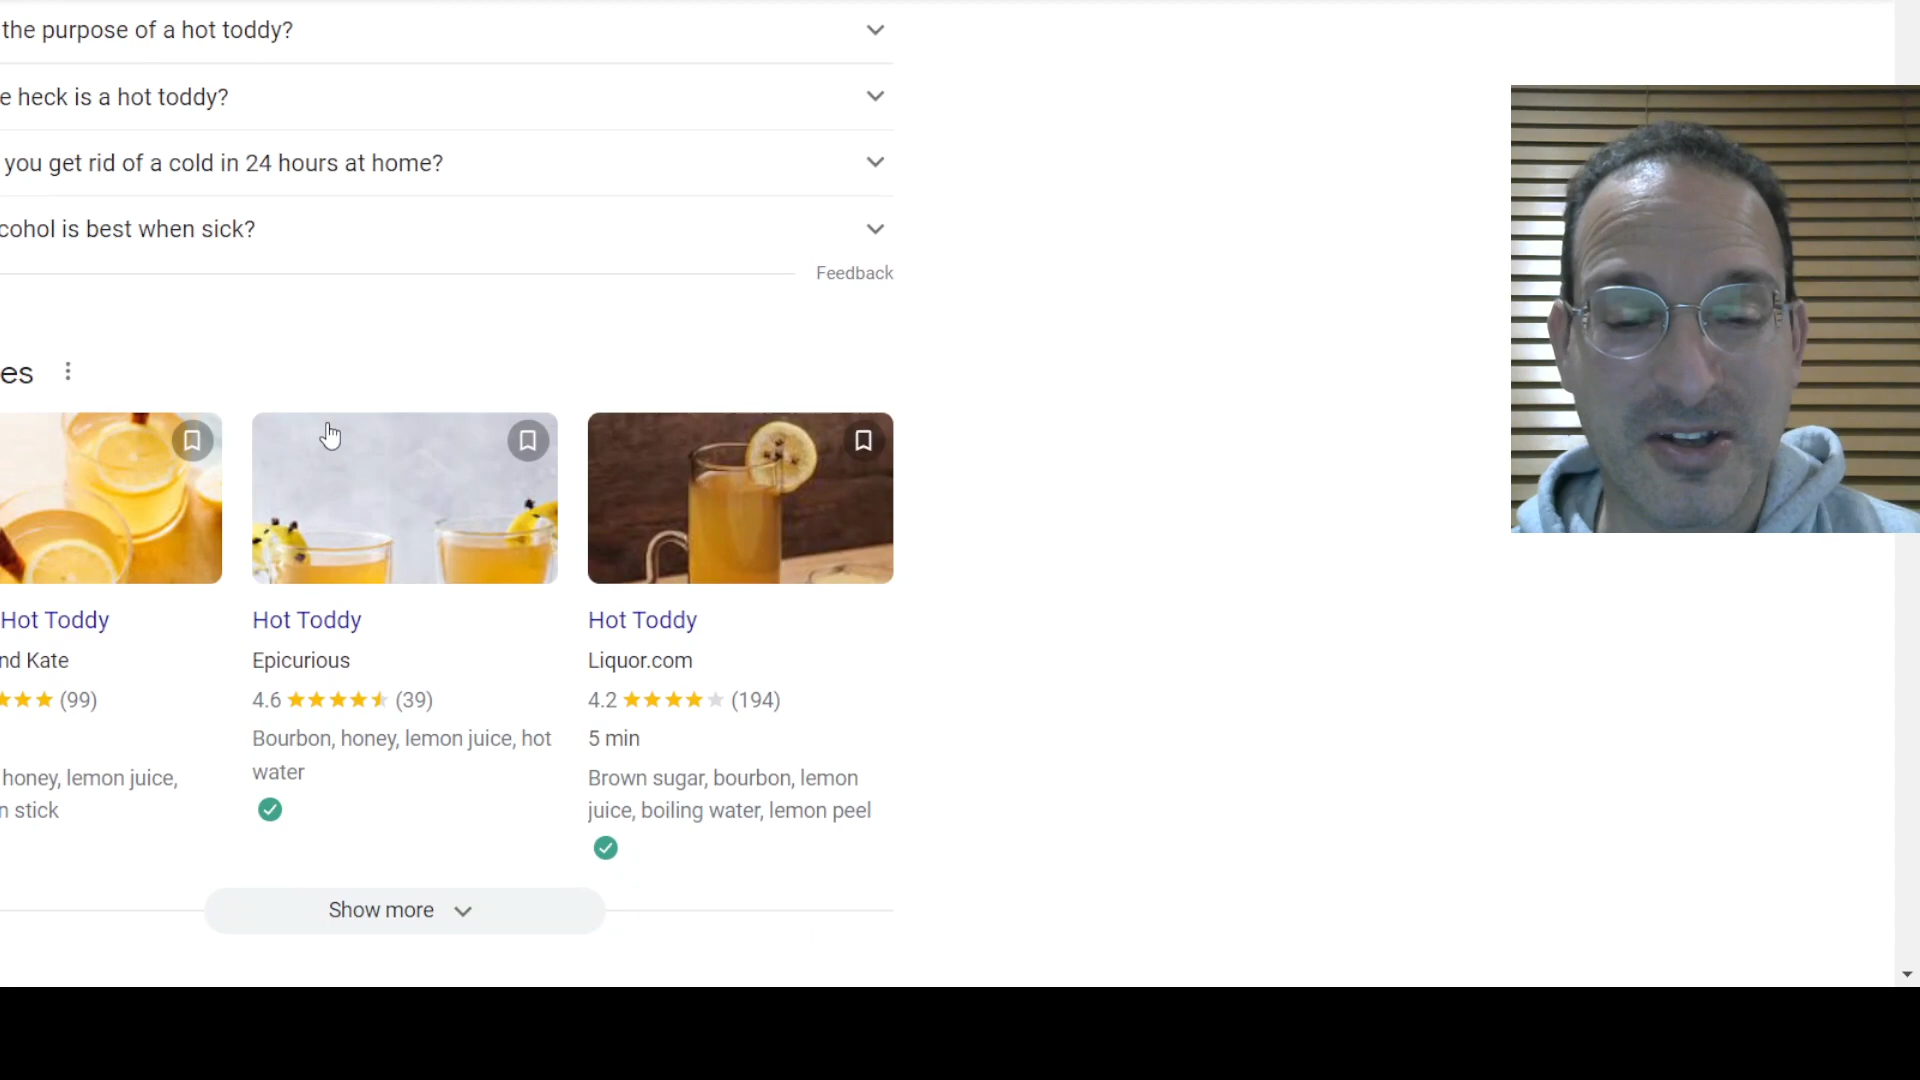 the purpose of a hot toddy?
e heck is a hot toddy?
you get rid of a cold in 24 hours at home?
cohol is best when sick?
Feedback
es
Hot Toddy
nd Kate
(99)
honey, lemon juice,
n stick
Hot Toddy
Epicurious
4.6 (39)
Bourbon, honey, lemon juice, hot
water
Hot Toddy
Liquor.com
4.2 (194)
5 min
Brown sugar, bourbon, lemon
juice, boiling water, lemon peel
Show more